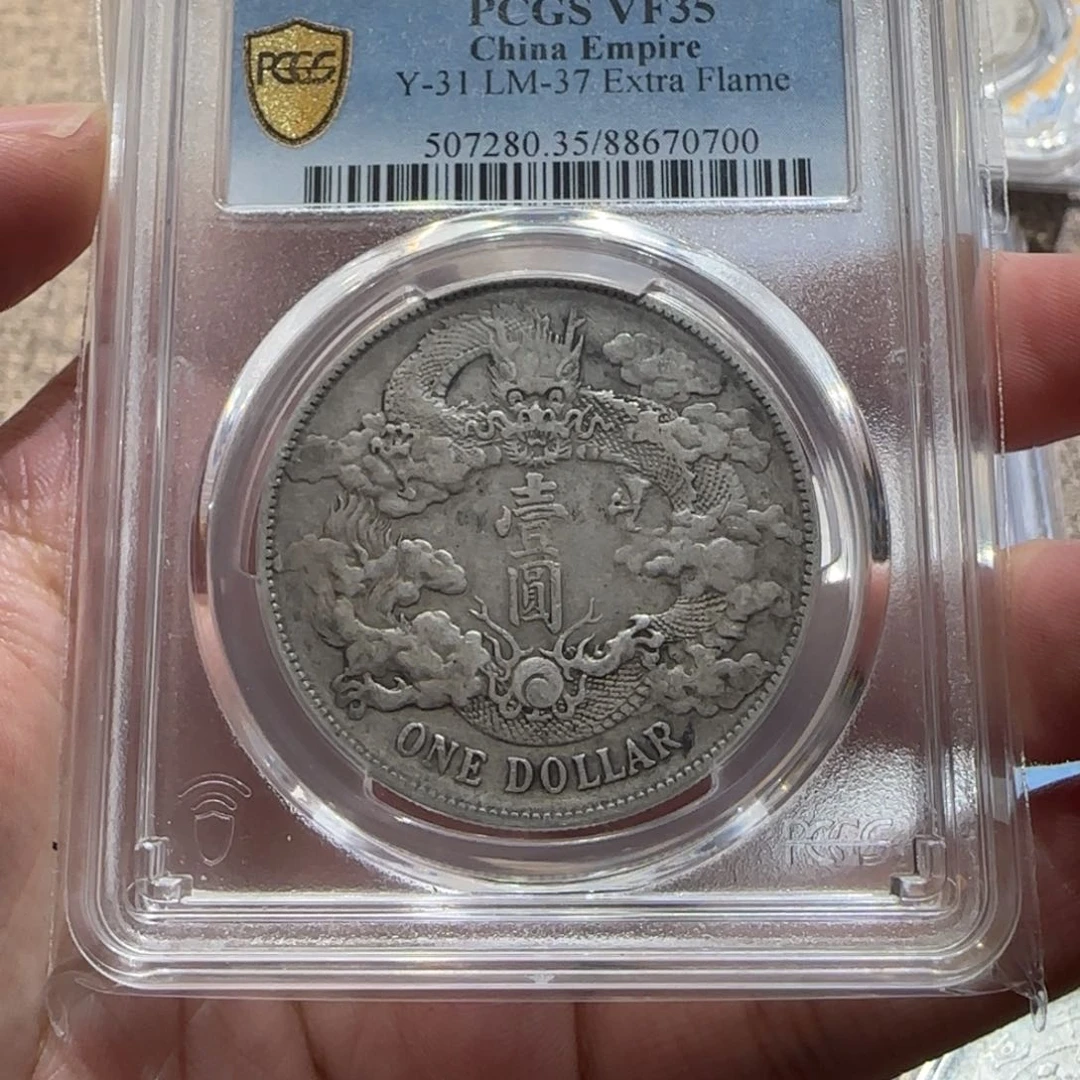 PCGS VF35
China Empire
Y-31 LM-37 Extra Flame
507280.35/88670700
PCGS
壹
圓
ONE DOLLAR
PCGS